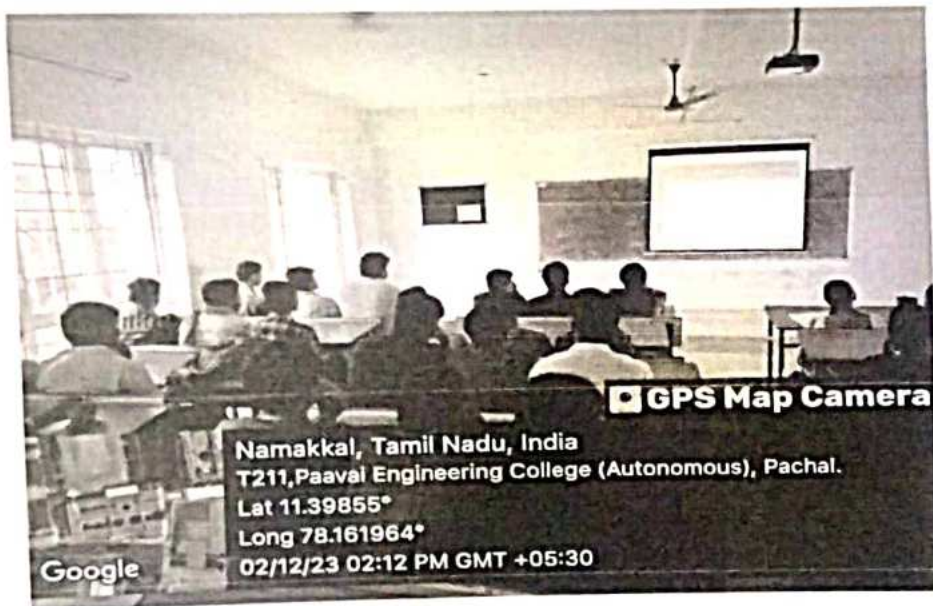 GPS Map Camera
Namakkal, Tamil Nadu, India
T211,Paavai Engineering College (Autonomous), Pachal.
Lat 11.39855°
Long 78.161964°
02/12/23 02:12 PM GMT +05:30
Google